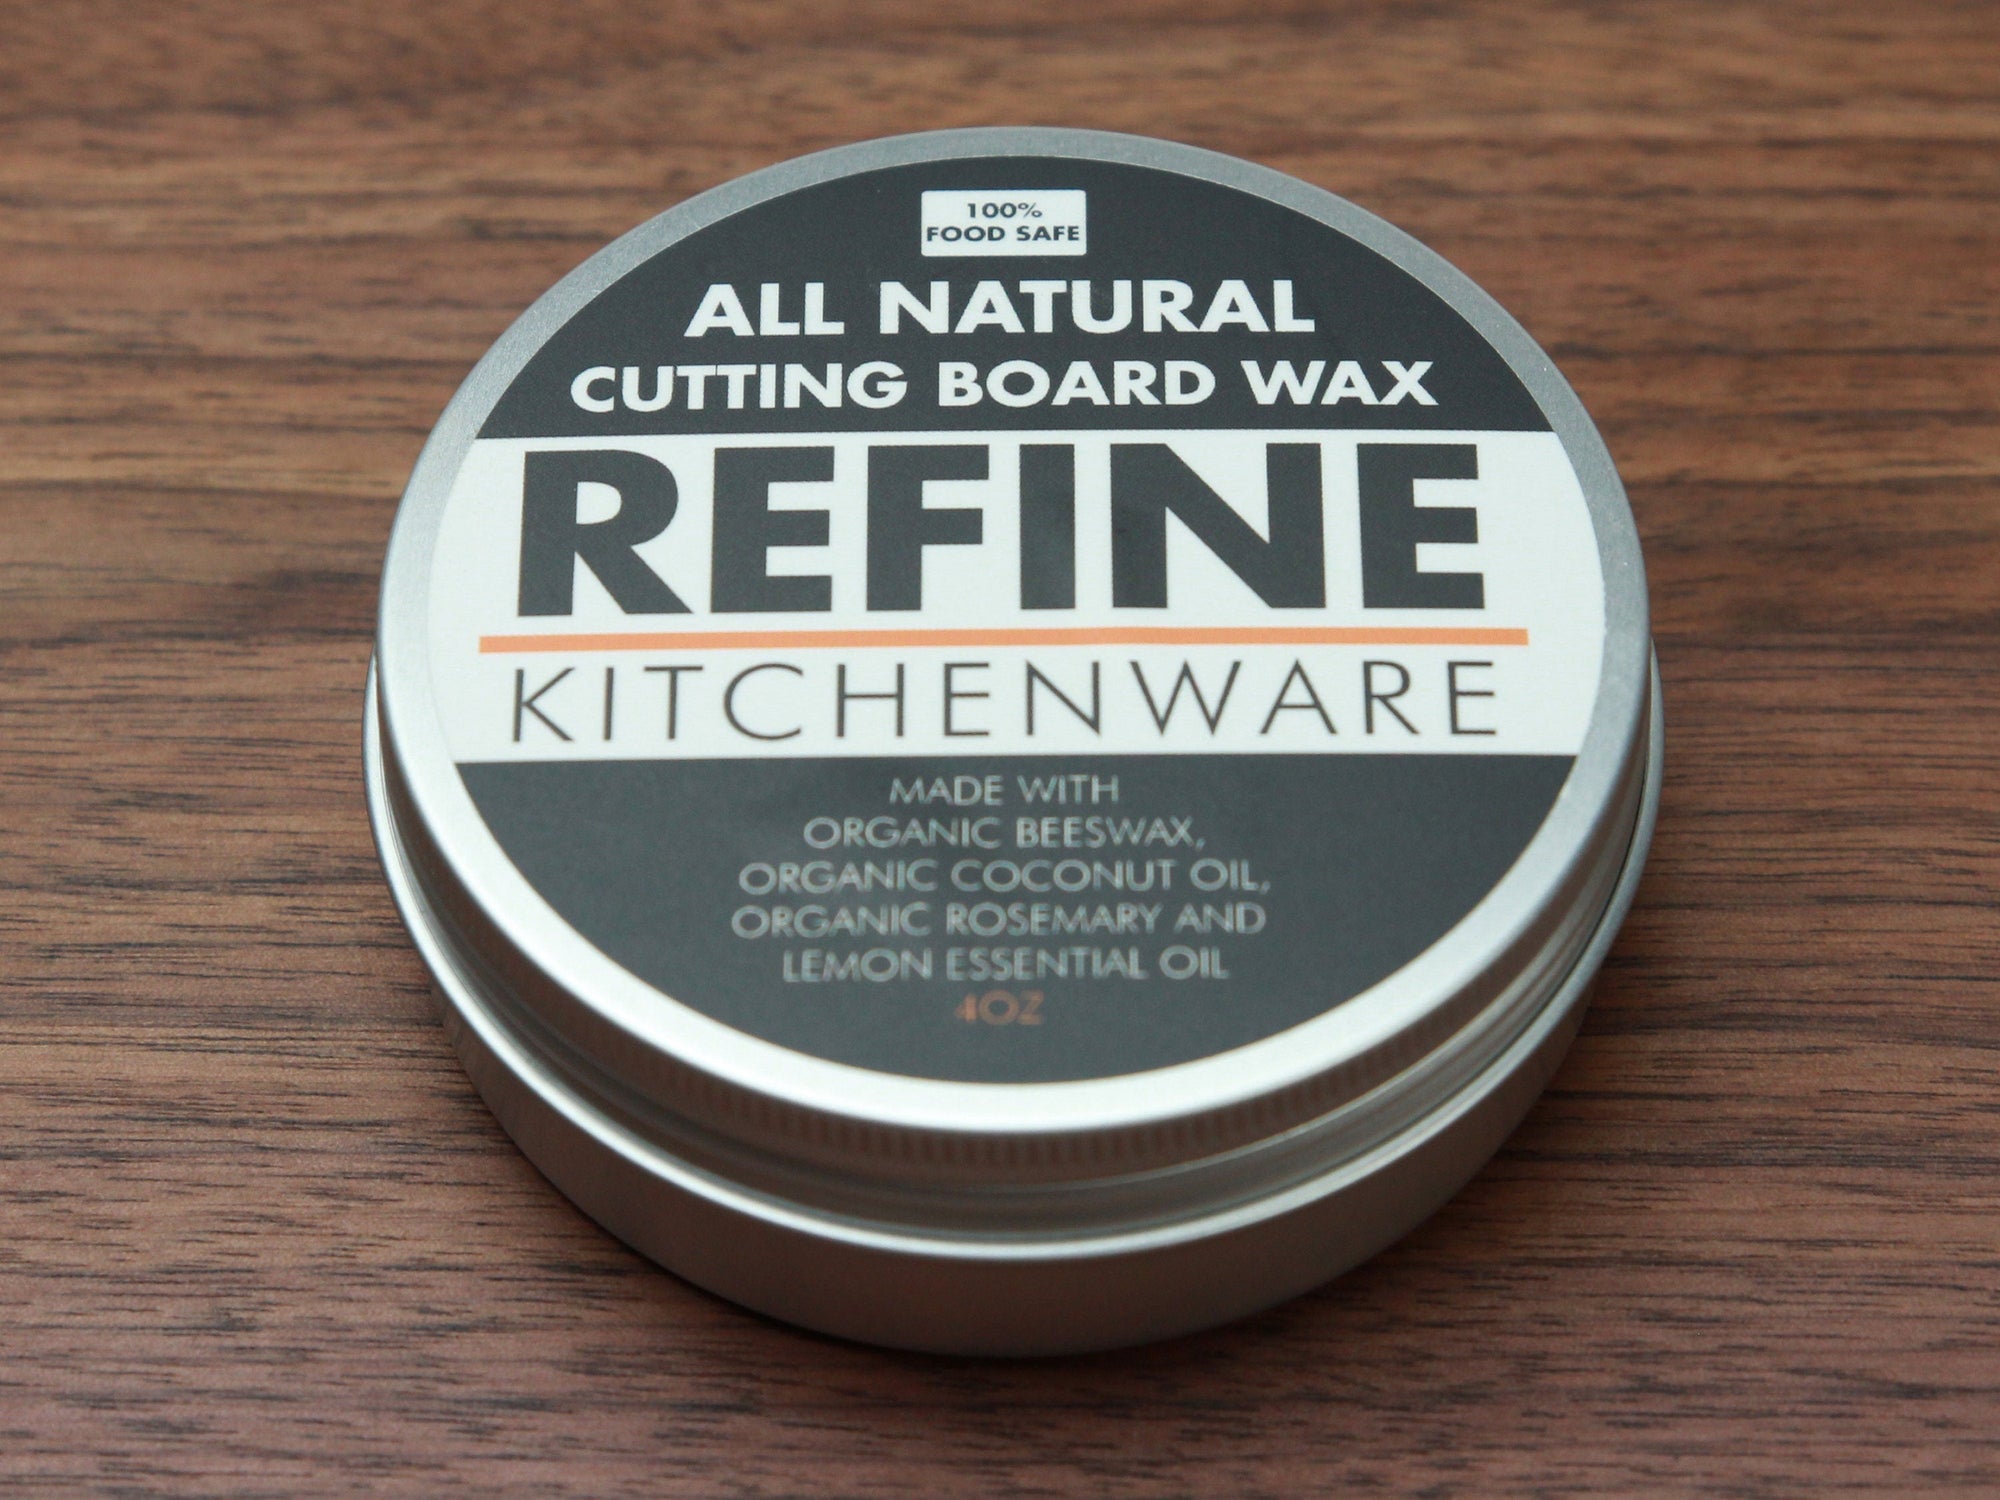 100%
FOOD SAFE
ALL NATURAL
CUTTING BOARD WAX
REFINE
KITCHENWARE
MADE WITH
ORGANIC BEESWAX,
ORGANIC COCONUT OIL,
ORGANIC ROSEMARY AND
LEMON ESSENTIAL OIL
4OZ